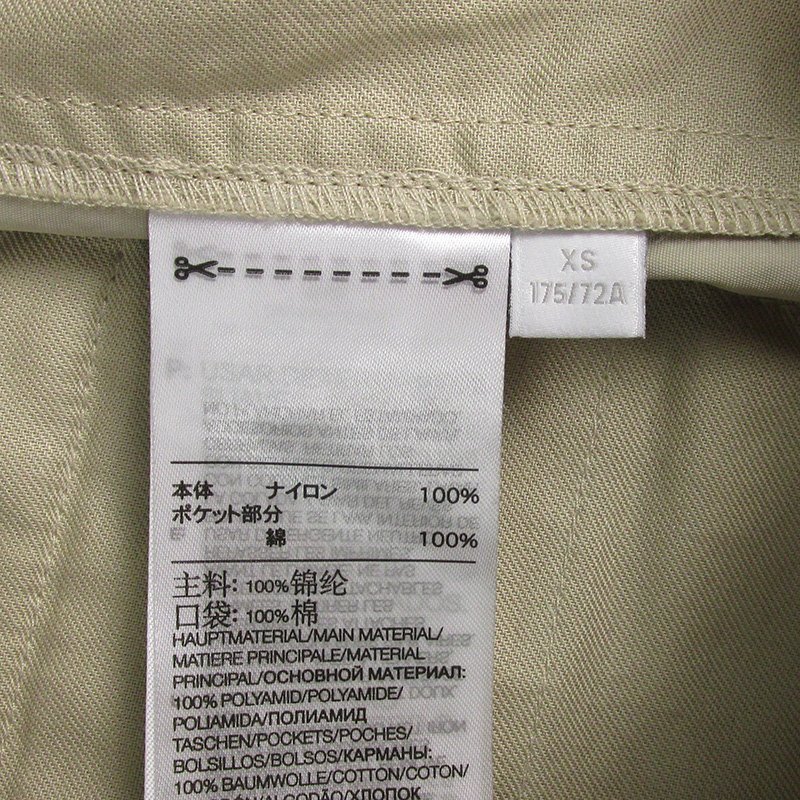 XS
175/72A
本体 ナイロン 100%
ポケット部分
綿 100%
主料: 100%锦纶
口袋: 100%棉
HAUPTMATERIAL/MAIN MATERIAL/
MATIERE PRINCIPALE/MATERIAL
PRINCIPAL/ОСНОВНОЙ МАТЕРИАЛ:
100% POLYAMID/POLYAMIDE/
POLIAMIDA/ПОЛИАМИД
TASCHEN/POCKETS/POCHES/
BOLSILLOS/BOLSOS/КАРМАНЫ:
100% BAUMWOLLE/COTTON/COTON/
ALGODÃO/ХЛОПОК